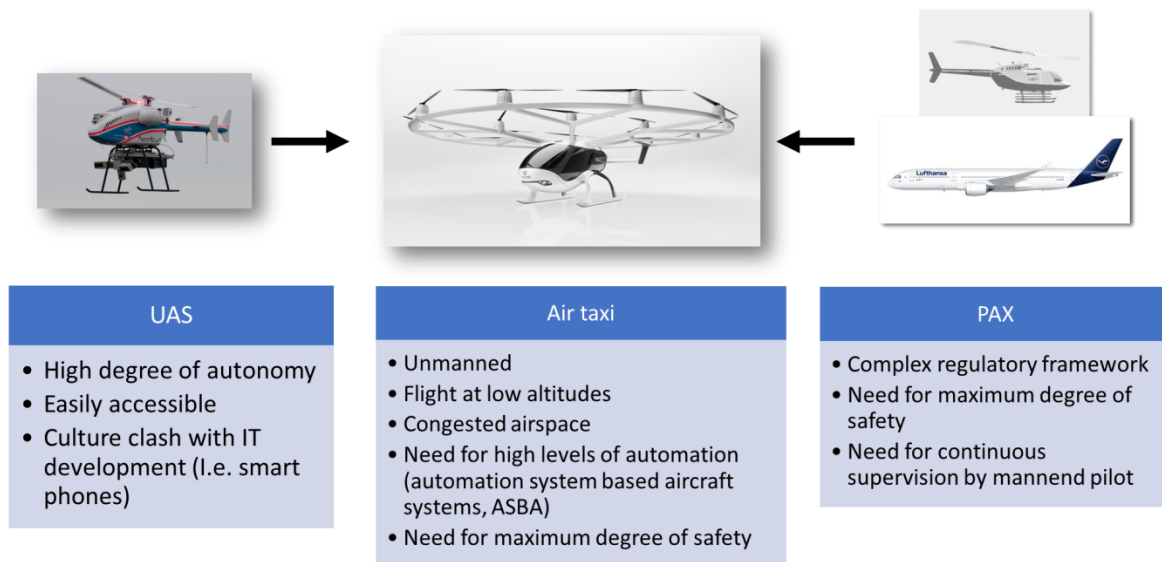 Lufthansa
UAS
• High degree of autonomy
• Easily accessible
• Culture clash with IT
development (I.e. smart
phones)
Air taxi
• Unmanned
• Flight at low altitudes
• Congested airspace
• Need for high levels of automation
(automation system based aircraft
systems, ASBA)
• Need for maximum degree of safety
PAX
• Complex regulatory framework
• Need for maximum degree of
safety
• Need for continuous
supervision by mannend pilot